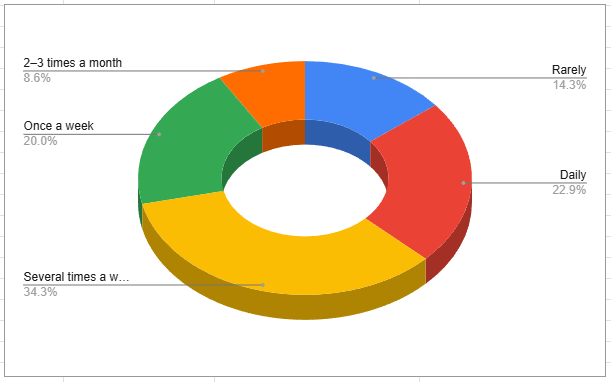 2–3 times a month
8.6%
Rarely
14.3%
Once a week
20.0%
Daily
22.9%
Several times a w...
34.3%